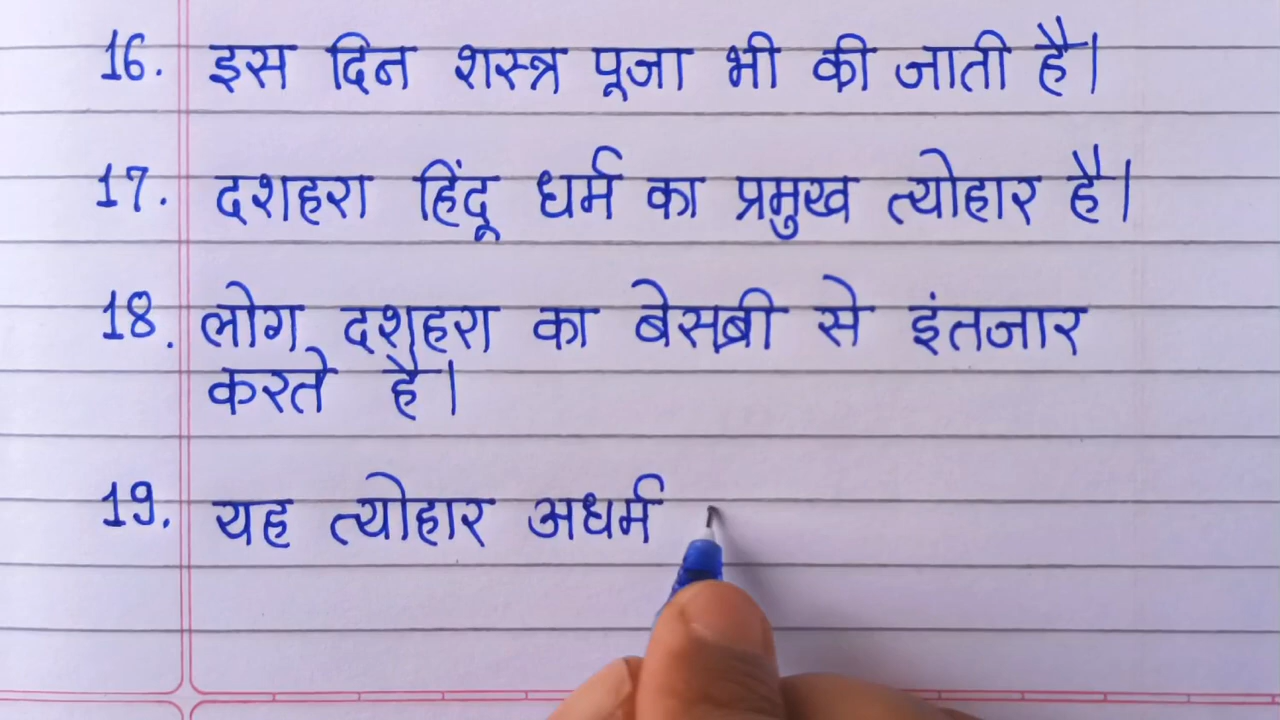 16. इस दिन शस्त्र पूजा भी की जाती है।
17. दशहरा हिंदू धर्म का प्रमुख त्योहार है।
18. लोग दशहरा का बेसब्री से इंतजार
करते है।
19. यह त्योहार अधर्म